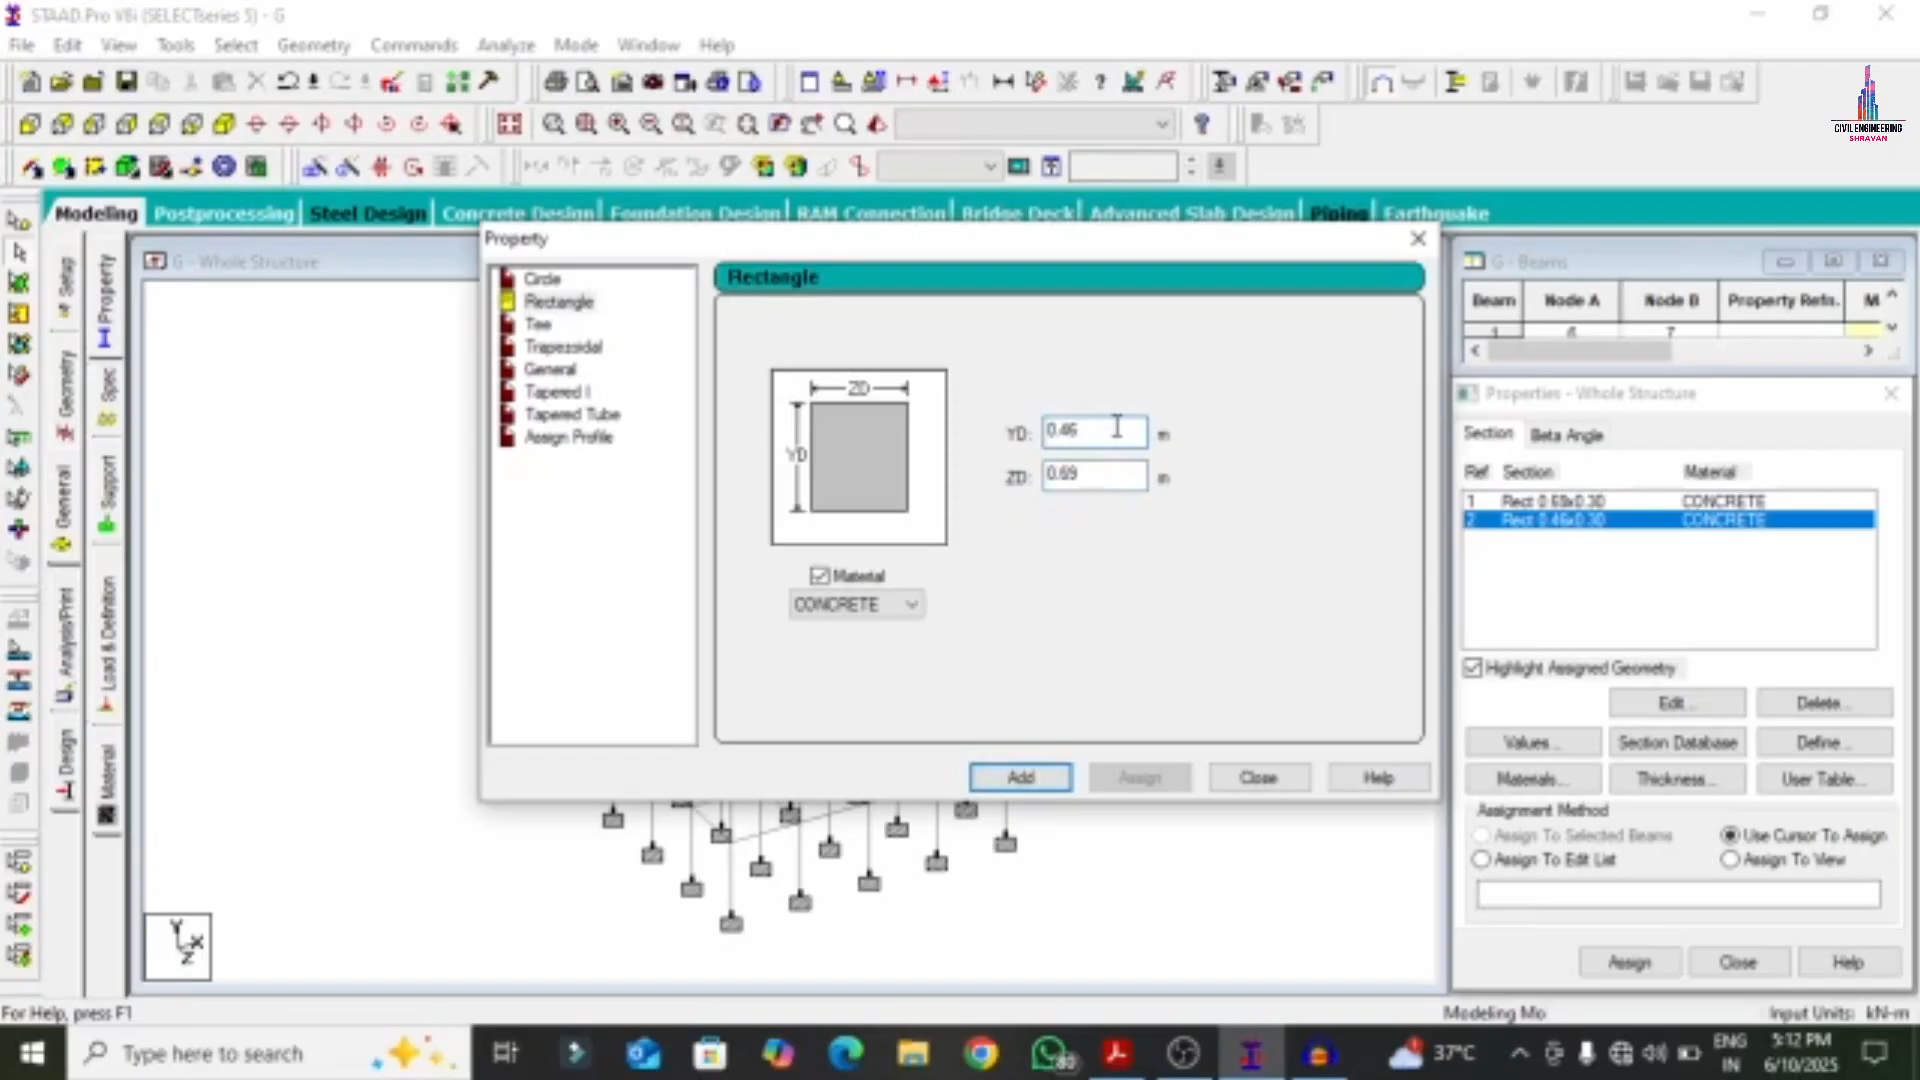 STAAD.Pro V8i (SELECTseries 5) - G
File Edit View Tools Select Geometry Commands Analyze Mode Window Help
CIVIL ENGINEERING
SHRAVAN
Modeling Postprocessing Steel Design Concrete Design Foundation Design RAM Connection Bridge Deck Advanced Slab Design Piping Earthquake
Setup
Geometry
General
Analysis/Print
Design
Property
Spec
Support
Load & Definition
Material
G - Whole Structure
Property
Circle
Rectangle
Tee
Trapezoidal
General
Tapered I
Tapered Tube
Assign Profile
Rectangle
ZD
YD
YD: 0.46 m
ZD: 0.69 m
Material
CONCRETE
Add Assign Close Help
G - Beams
Beam Node A Node B Property Refn. M
1 6 7
Properties - Whole Structure
Section Beta Angle
Ref Section Material
1 Rect 0.69x0.30 CONCRETE
2 Rect 0.46x0.30 CONCRETE
Highlight Assigned Geometry
Edit... Delete...
Values... Section Database Define...
Materials... Thickness... User Table...
Assignment Method
Assign To Selected Beams Use Cursor To Assign
Assign To Edit List Assign To View
Assign Close Help
Y
X
Z
For Help, press F1
Modeling Mo Input Units: kN-m
Type here to search
80
37°C
ENG
IN
5:12 PM
6/10/2025